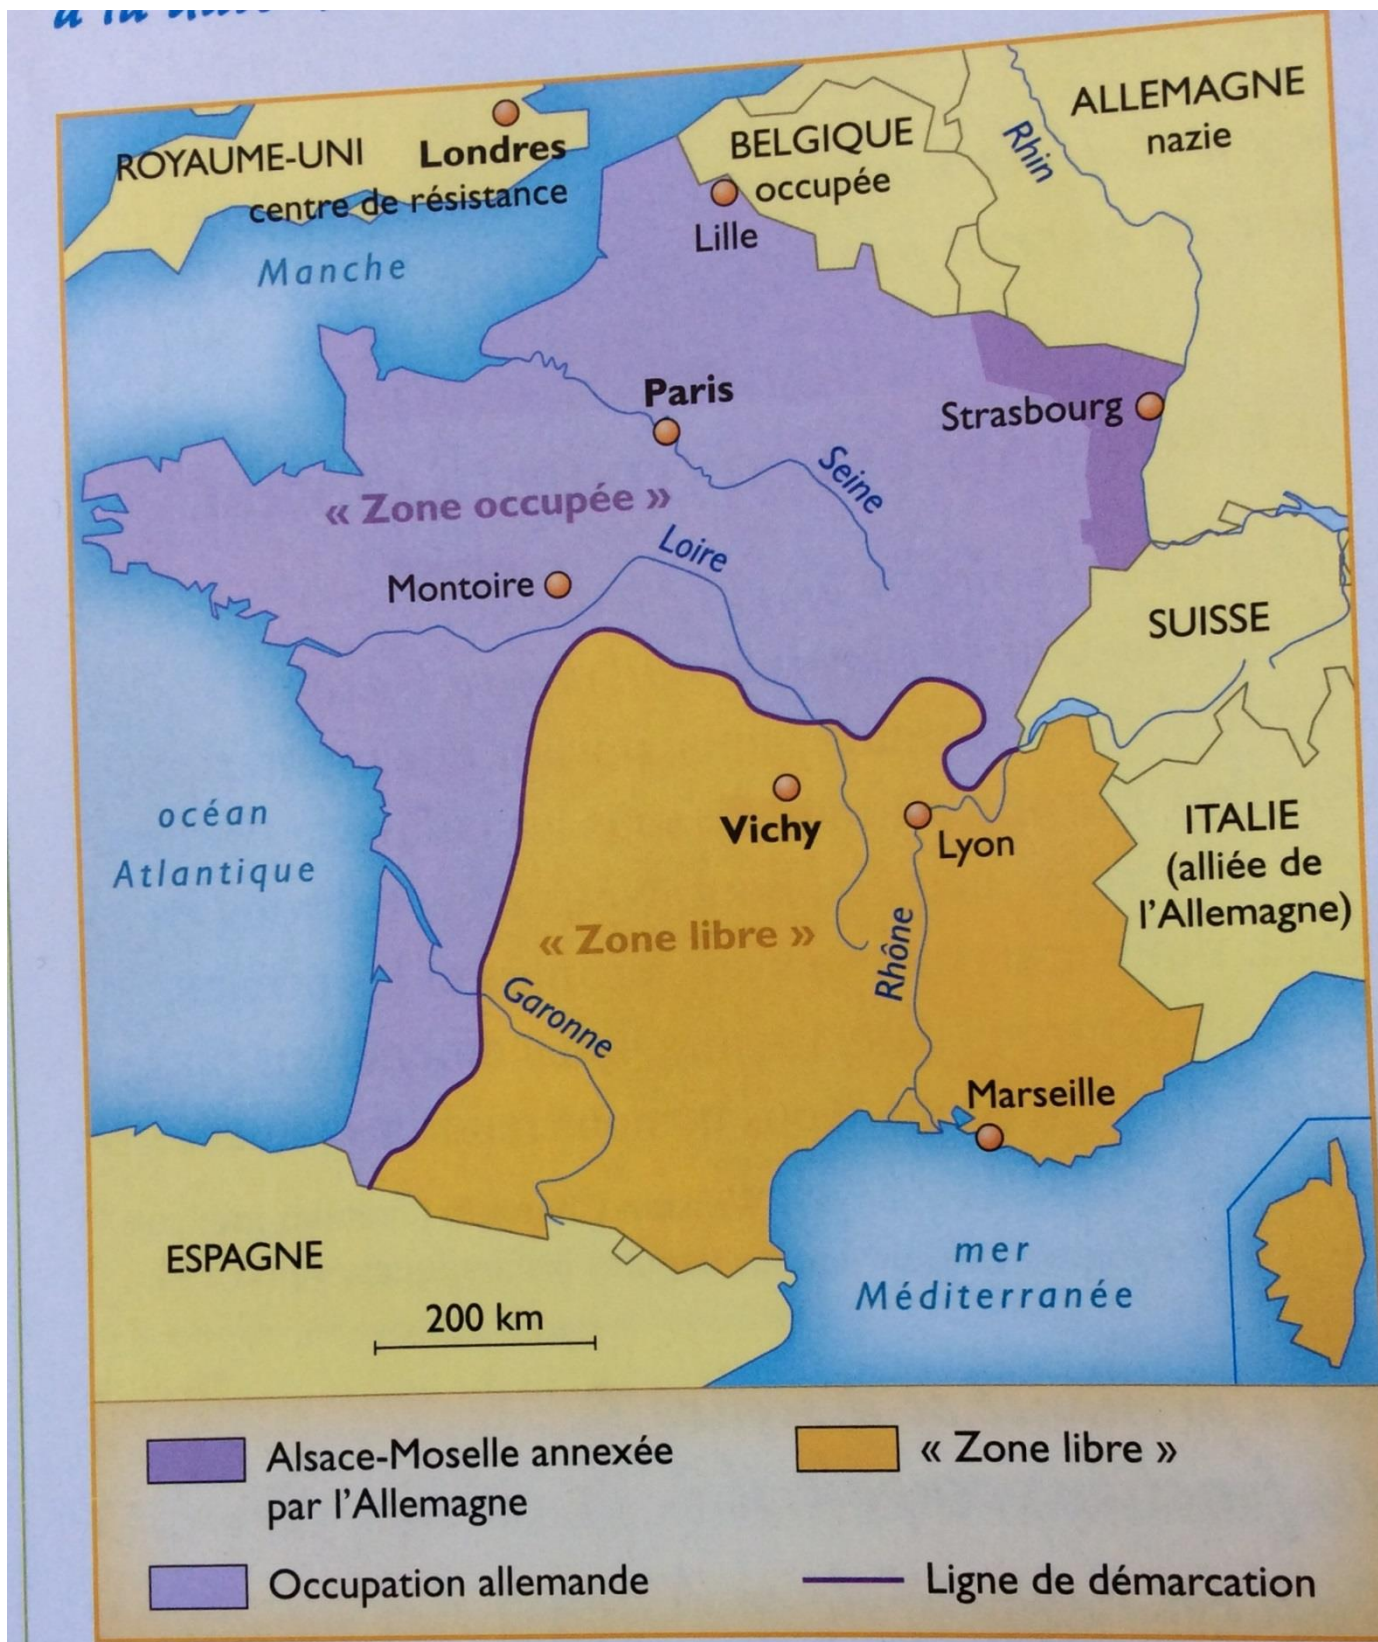 à la
ROYAUME-UNI
Londres
centre de résistance
Manche
BELGIQUE
occupée
Lille
Rhin
ALLEMAGNE
nazie
Paris
Strasbourg
Seine
« Zone occupée »
Loire
Montoire
SUISSE
océan
Atlantique
Vichy
Lyon
ITALIE
(alliée de
l'Allemagne)
« Zone libre »
Rhône
Garonne
Marseille
ESPAGNE
mer
Méditerranée
200 km
Alsace-Moselle annexée
par l'Allemagne
« Zone libre »
Occupation allemande
Ligne de démarcation